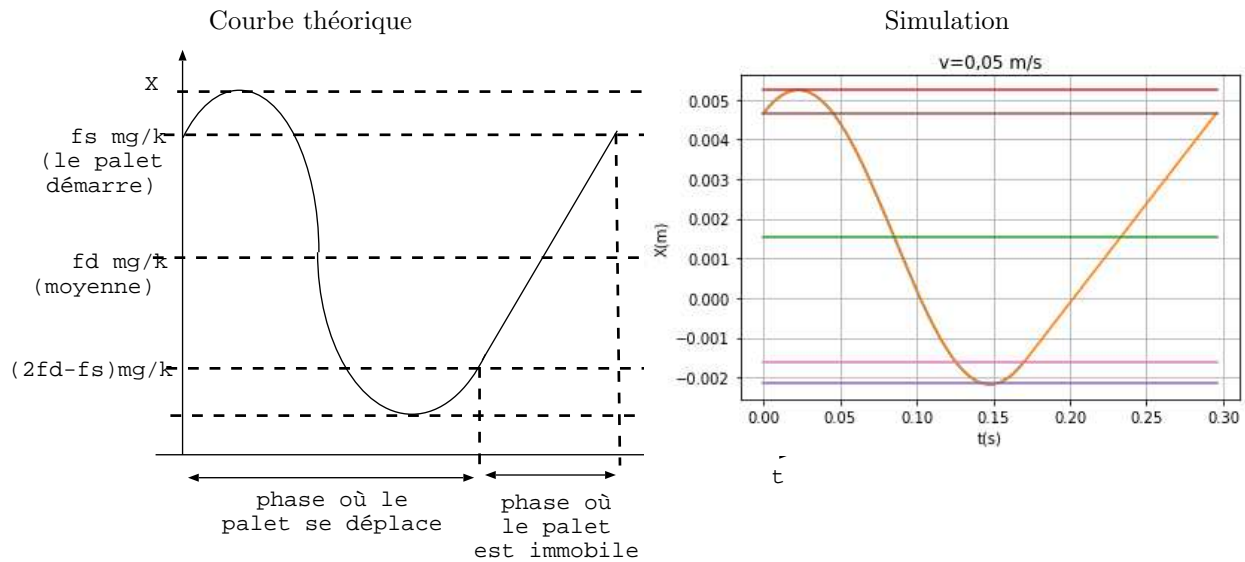 Courbe théorique
X
fs mg/k
(le palet
démarre)
fd mg/k
(moyenne)
(2fd-fs)mg/k
phase où le
palet se déplace
phase où
le palet
est immobile
t
Simulation
v=0,05 m/s
X(m)
0.005
0.004
0.003
0.002
0.001
0.000
−0.001
−0.002
0.00 0.05 0.10 0.15 0.20 0.25 0.30
t(s)